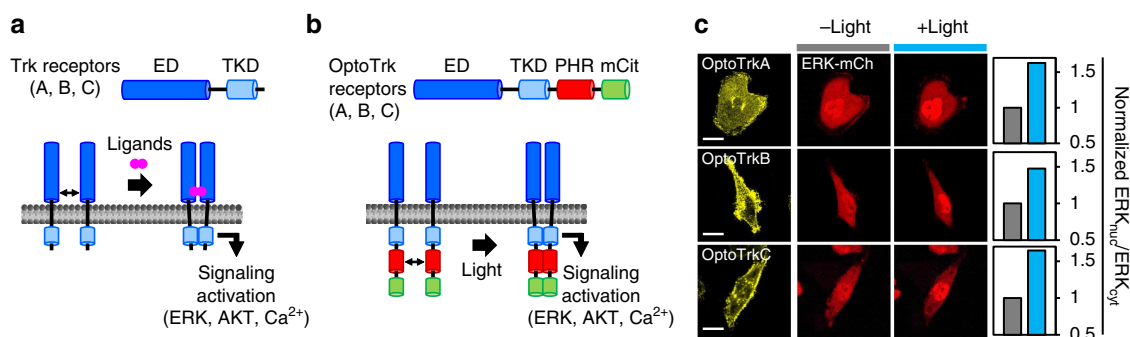 a
Trk receptors
(A, B, C)
ED
TKD
Ligands
Signaling
activation
(ERK, AKT, Ca²⁺)
b
OptoTrk
receptors
(A, B, C)
ED
TKD
PHR
mCit
Light
Signaling
activation
(ERK, AKT, Ca²⁺)
c
–Light
+Light
OptoTrkA
ERK-mCh
1.5
1
0.5
OptoTrkB
1.5
1
0.5
OptoTrkC
1.5
1
0.5
Normalized ERKnuc/ERKcyt